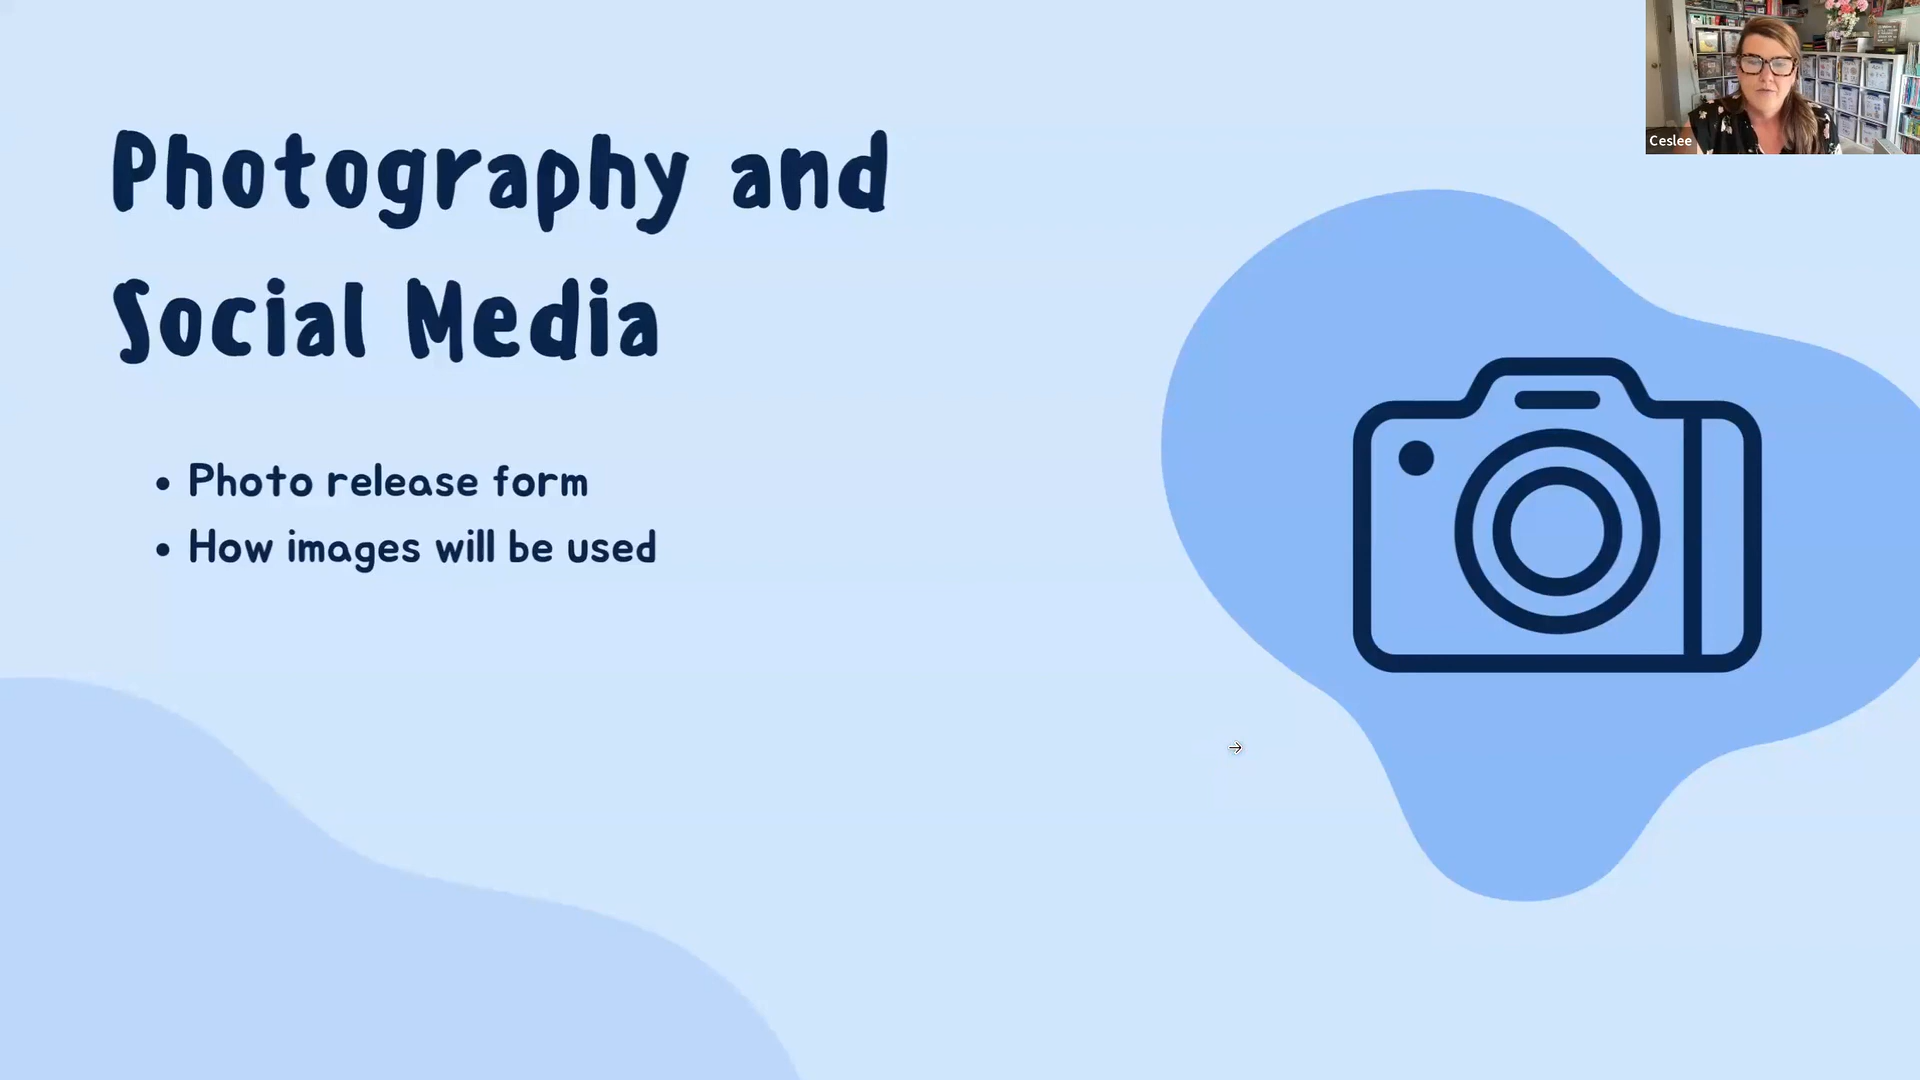 Photography and
Social Media
• Photo release form
• How images will be used
Ceslee